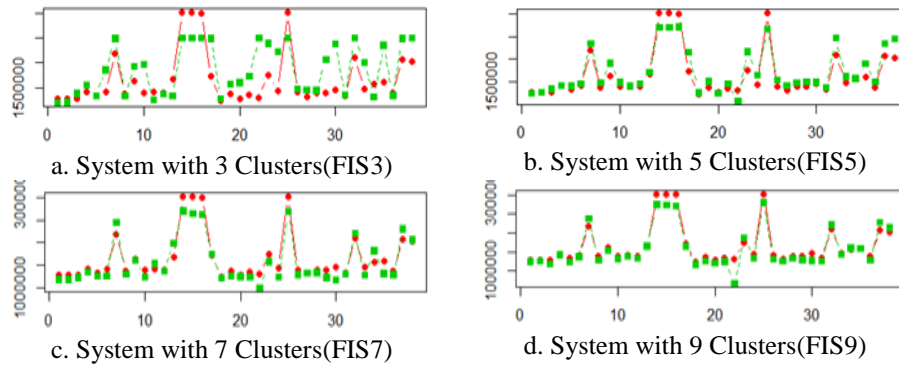 1500000
0 10 20 30
a. System with 3 Clusters(FIS3)
1500000
0 10 20 30
b. System with 5 Clusters(FIS5)
1000000
0 10 20 30
c. System with 7 Clusters(FIS7)
1000000
0 10 20 30
d. System with 9 Clusters(FIS9)